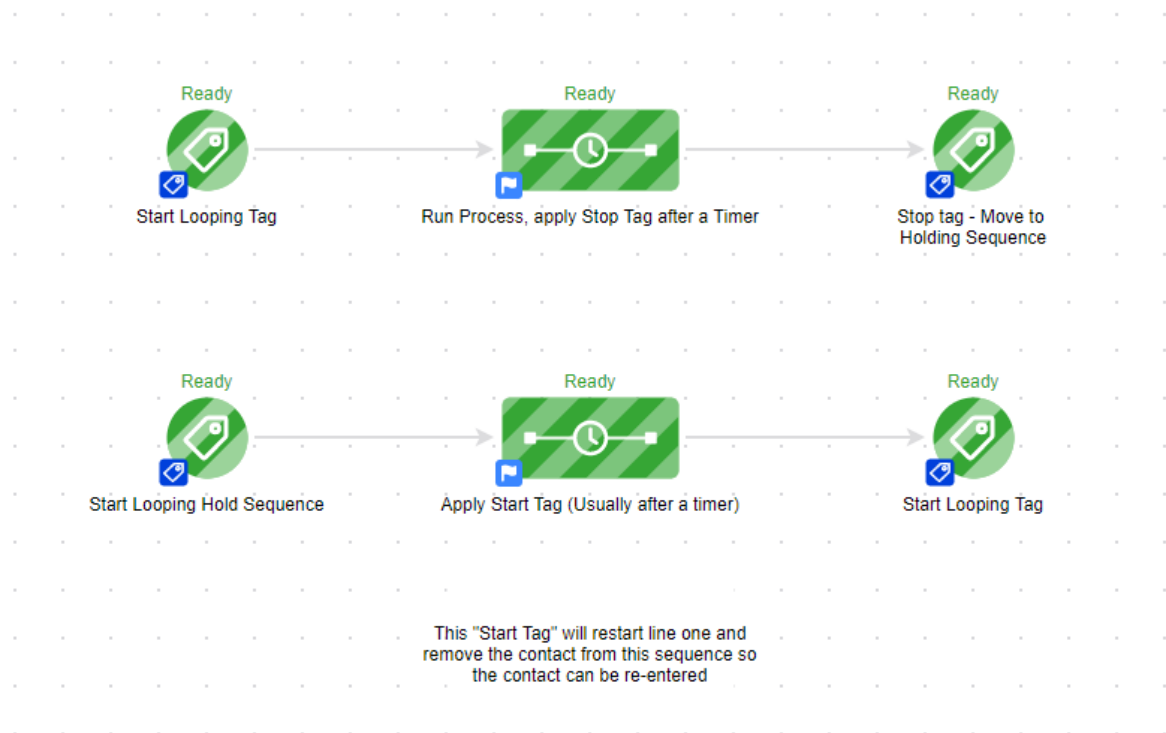 Ready
Ready
Ready
Start Looping Tag
Run Process, apply Stop Tag after a Timer
Stop tag - Move to
Holding Sequence
Ready
Ready
Ready
Start Looping Hold Sequence
Apply Start Tag (Usually after a timer)
Start Looping Tag
This "Start Tag" will restart line one and
remove the contact from this sequence so
the contact can be re-entered